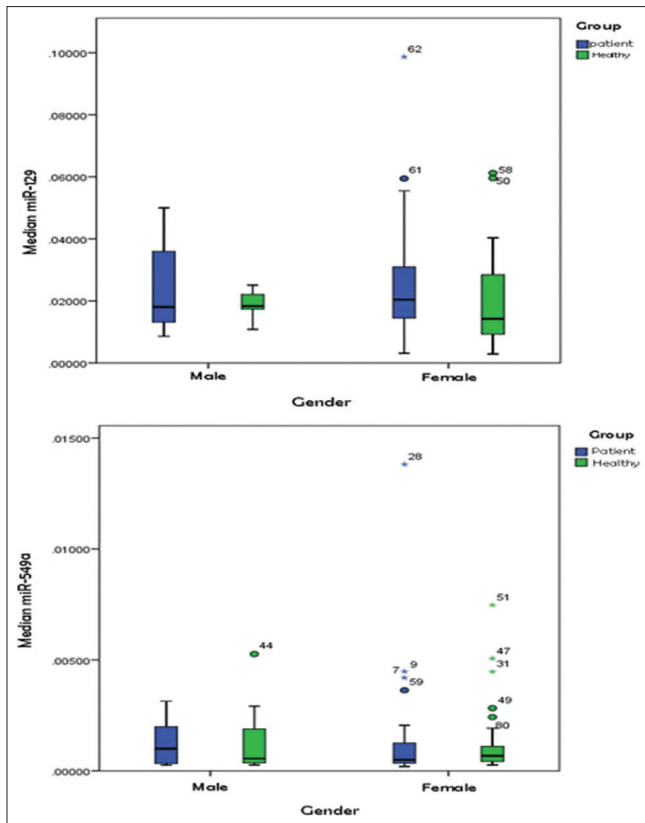 Group
patient
Healthy
.10000
.08000
.06000
.04000
.02000
.00000
Median miR-129
62
61
58
50
Male
Female
Gender
Group
Patient
Healthy
.01500
.01000
.00500
.00000
Median miR-549a
28
44
7
9
59
51
47
31
49
80
Male
Female
Gender